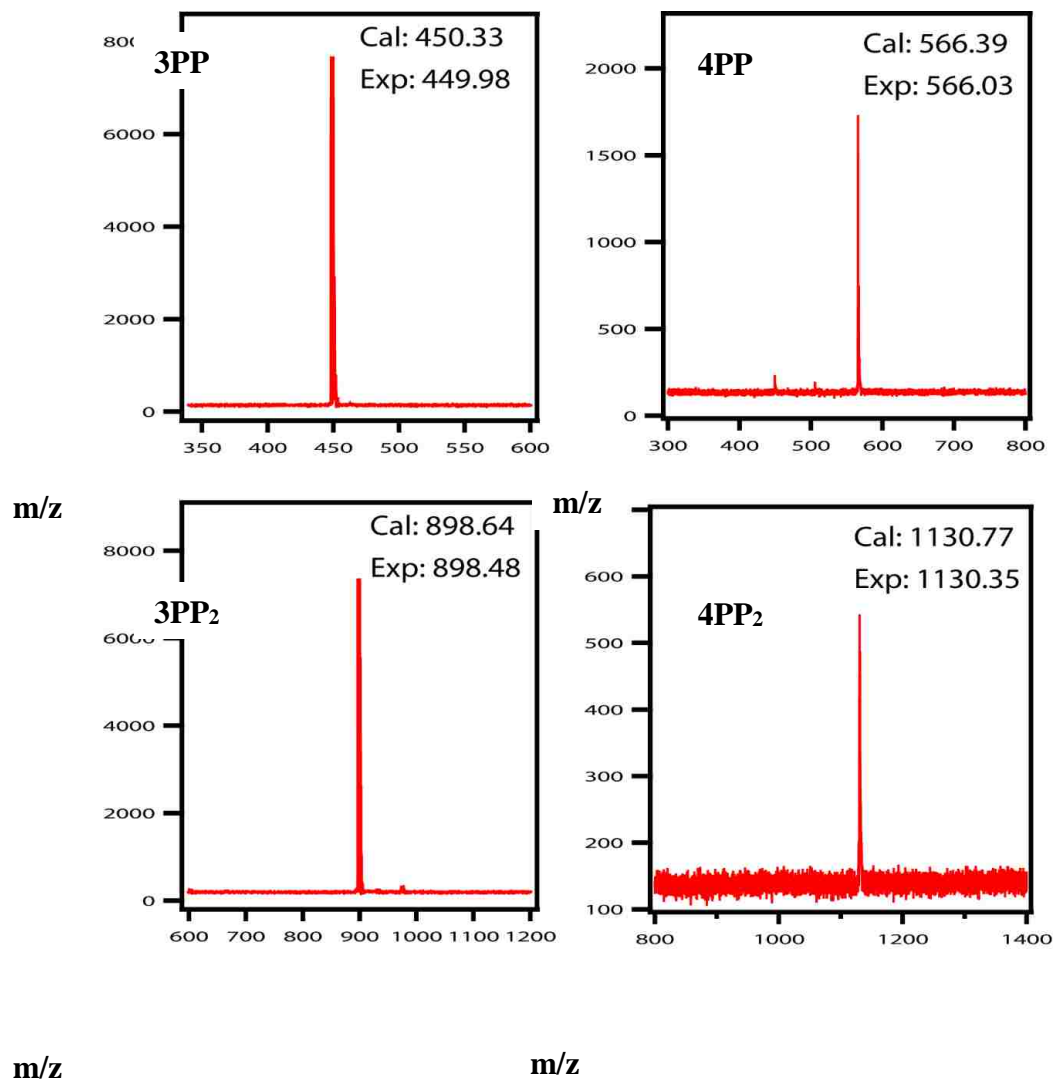 800
3PP
Cal: 450.33
Exp: 449.98
6000
4000
2000
0
350 400 450 500 550 600
4PP
Cal: 566.39
Exp: 566.03
2000
1500
1000
500
0
300 400 500 600 700 800
m/z
m/z
Cal: 898.64
Exp: 898.48
8000
3PP₂
6000
4000
2000
0
600 700 800 900 1000 1100 1200
Cal: 1130.77
Exp: 1130.35
600
4PP₂
500
400
300
200
100
800 1000 1200 1400
m/z
m/z